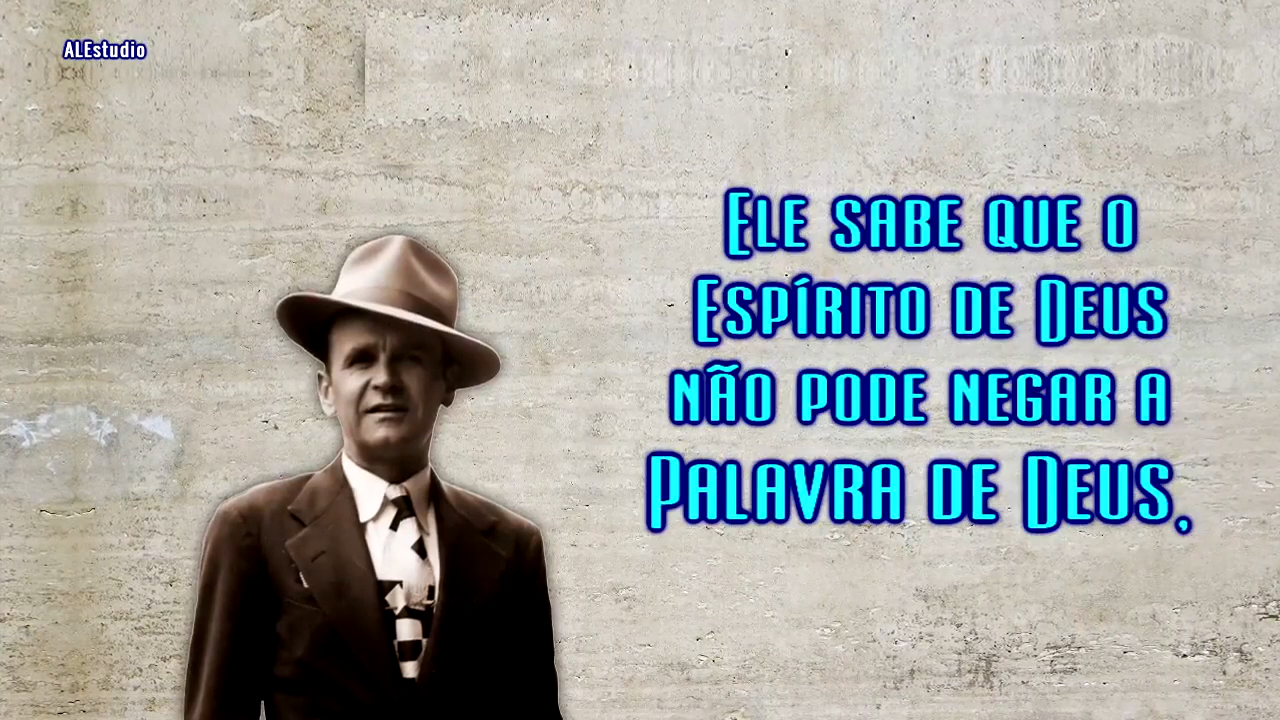 ALEstudio
Ele sabe que o
Espírito de Deus
não pode negar a
Palavra de Deus,